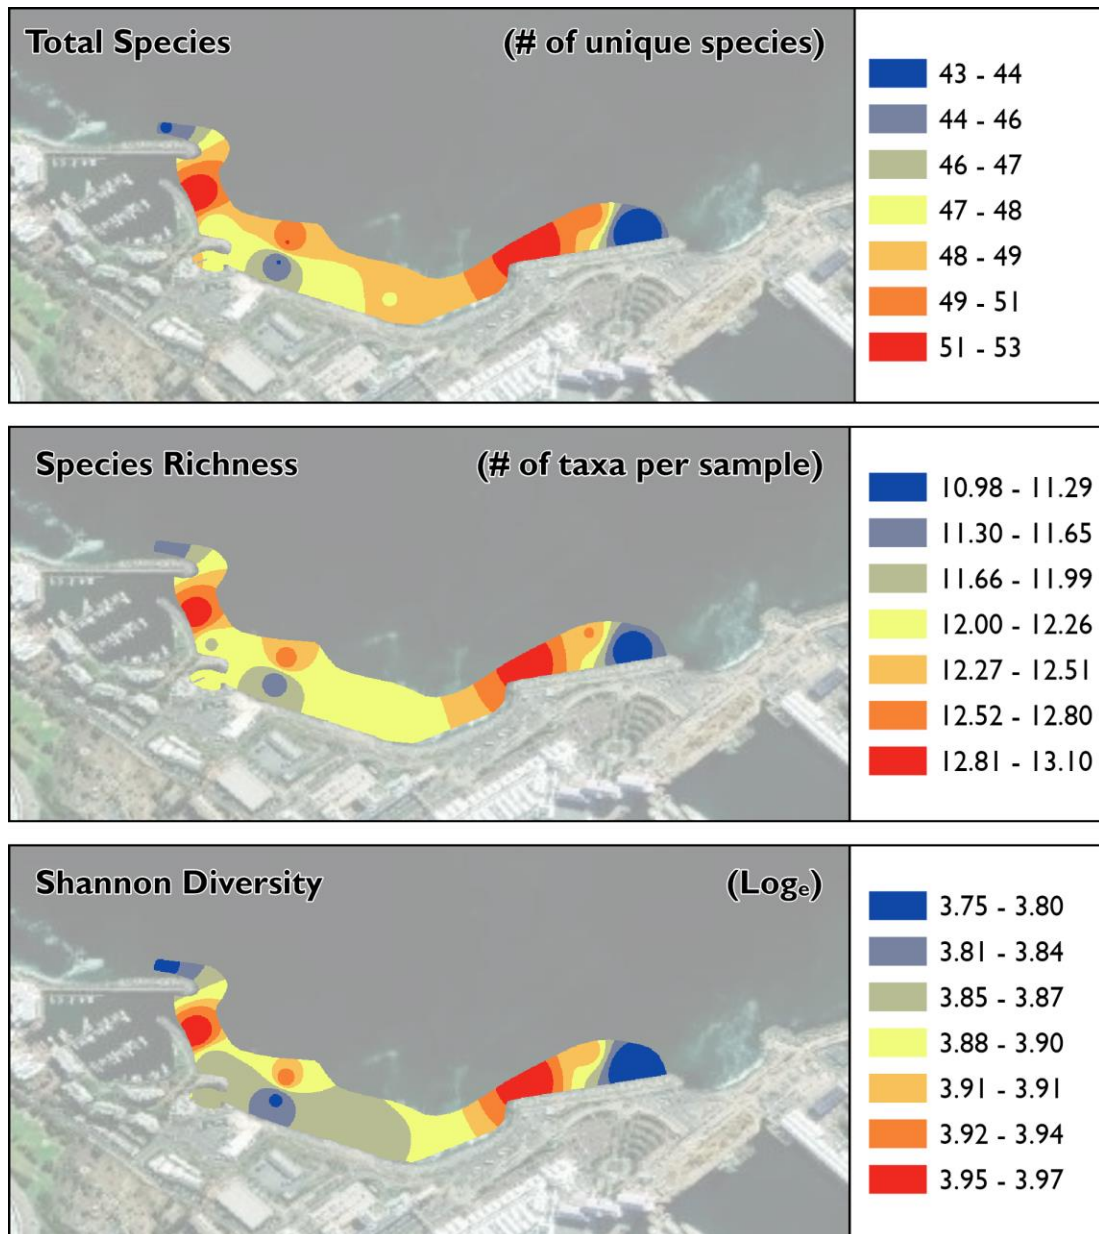 Total Species (# of unique species)
43 - 44
44 - 46
46 - 47
47 - 48
48 - 49
49 - 51
51 - 53
Species Richness (# of taxa per sample)
10.98 - 11.29
11.30 - 11.65
11.66 - 11.99
12.00 - 12.26
12.27 - 12.51
12.52 - 12.80
12.81 - 13.10
Shannon Diversity (Logₑ)
3.75 - 3.80
3.81 - 3.84
3.85 - 3.87
3.88 - 3.90
3.91 - 3.91
3.92 - 3.94
3.95 - 3.97